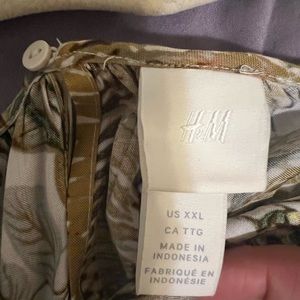 H&M
US XXL
CA TTG
MADE IN
INDONESIA
FABRIQUÉ EN
INDONÉSIE